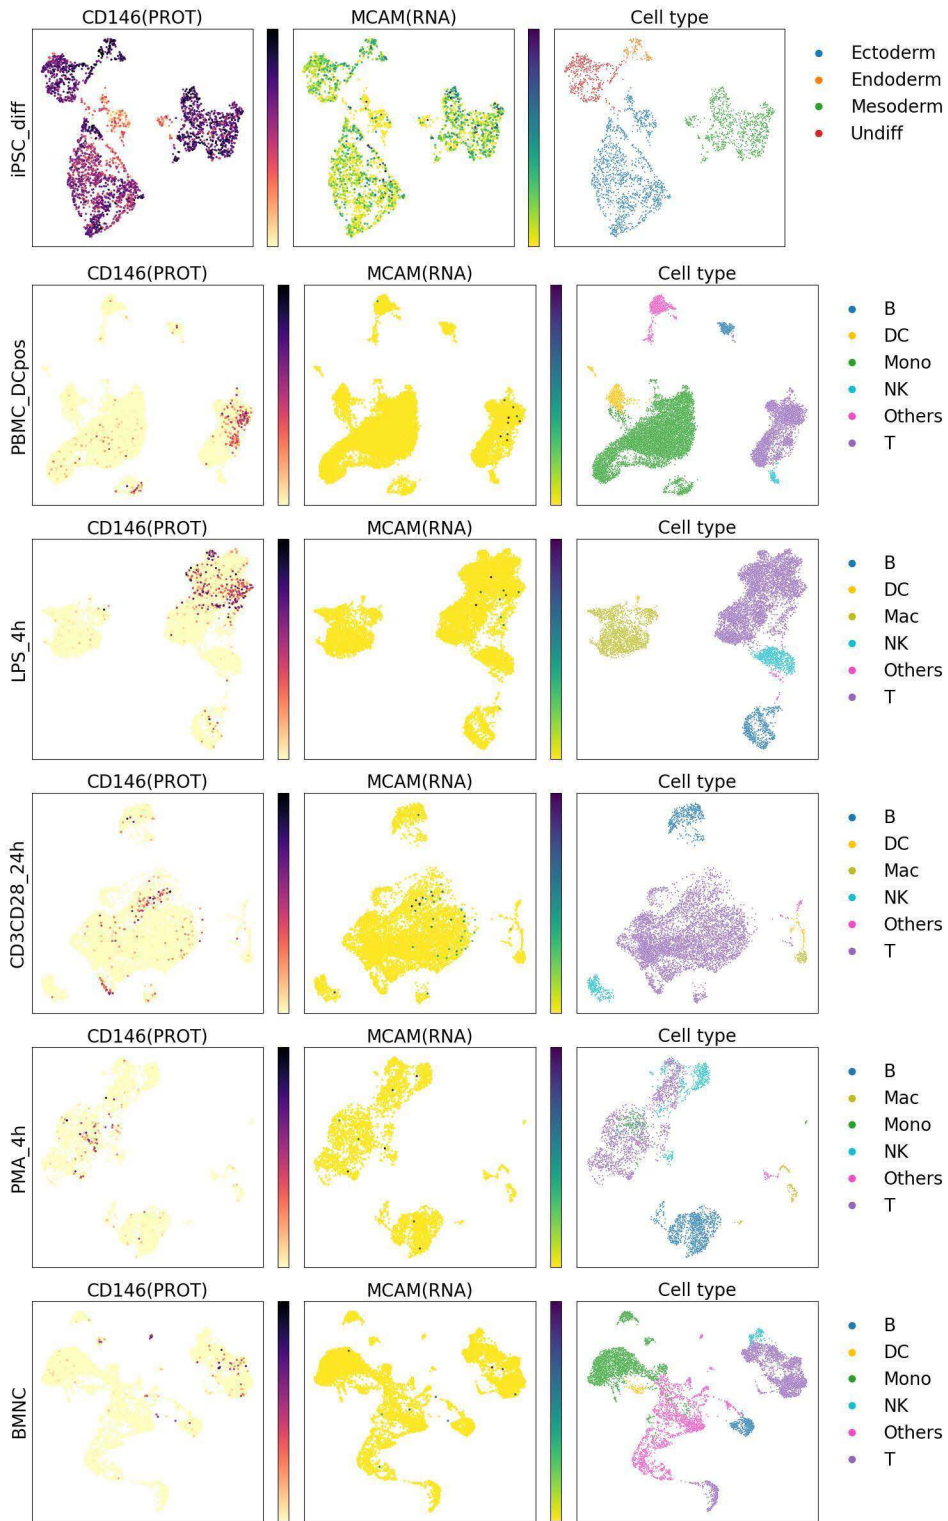 CD146(PROT) MCAM(RNA) Cell type
iPSC_diff
Ectoderm
Endoderm
Mesoderm
Undiff
CD146(PROT) MCAM(RNA) Cell type
PBMC_DCpos
B
DC
Mono
NK
Others
T
CD146(PROT) MCAM(RNA) Cell type
LPS_4h
B
DC
Mac
NK
Others
T
CD146(PROT) MCAM(RNA) Cell type
CD3CD28_24h
B
DC
Mac
NK
Others
T
CD146(PROT) MCAM(RNA) Cell type
PMA_4h
B
Mac
Mono
NK
Others
T
CD146(PROT) MCAM(RNA) Cell type
BMNC
B
DC
Mono
NK
Others
T